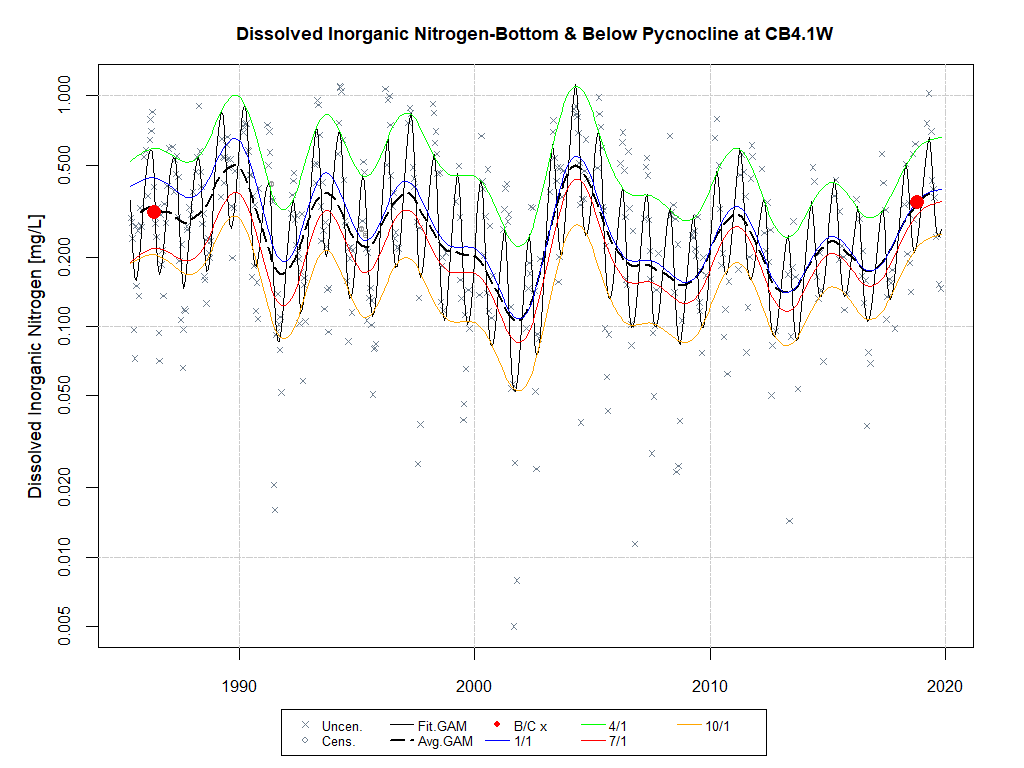 Dissolved Inorganic Nitrogen-Bottom & Below Pycnocline at CB4.1W
Dissolved Inorganic Nitrogen [mg/L]
1.000
0.500
0.200
0.100
0.050
0.020
0.010
0.005
1990 2000 2010 2020
Uncen. Fit.GAM B/C x 4/1 10/1
Cens. Avg.GAM 1/1 7/1